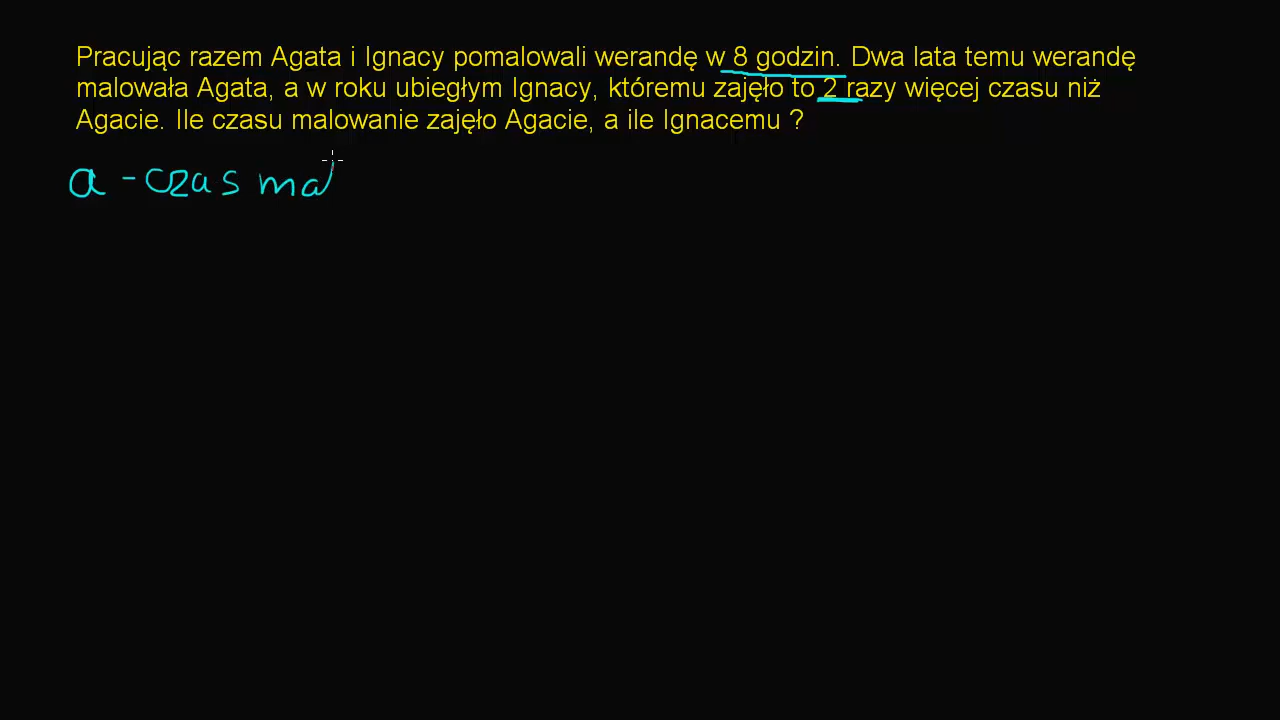 Pracując razem Agata i Ignacy pomalowali werandę w 8 godzin. Dwa lata temu werandę
malowała Agata, a w roku ubiegłym Ignacy, któremu zajęło to 2 razy więcej czasu niż
Agacie. Ile czasu malowanie zajęło Agacie, a ile Ignacemu ?
a - czas mal